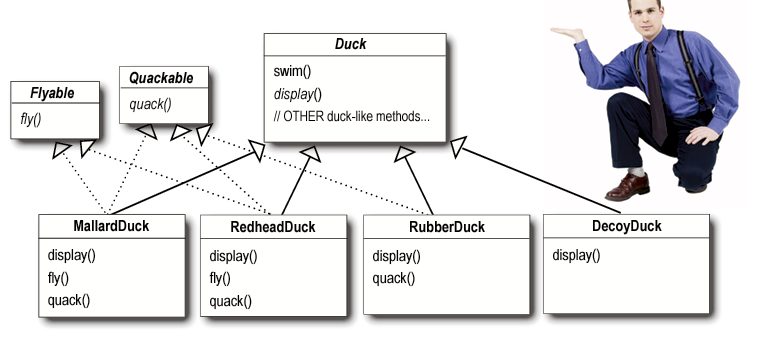 Duck
swim()
display()
// OTHER duck-like methods...
Quackable
quack()
Flyable
fly()
MallardDuck
display()
fly()
quack()
RedheadDuck
display()
fly()
quack()
RubberDuck
display()
quack()
DecoyDuck
display()